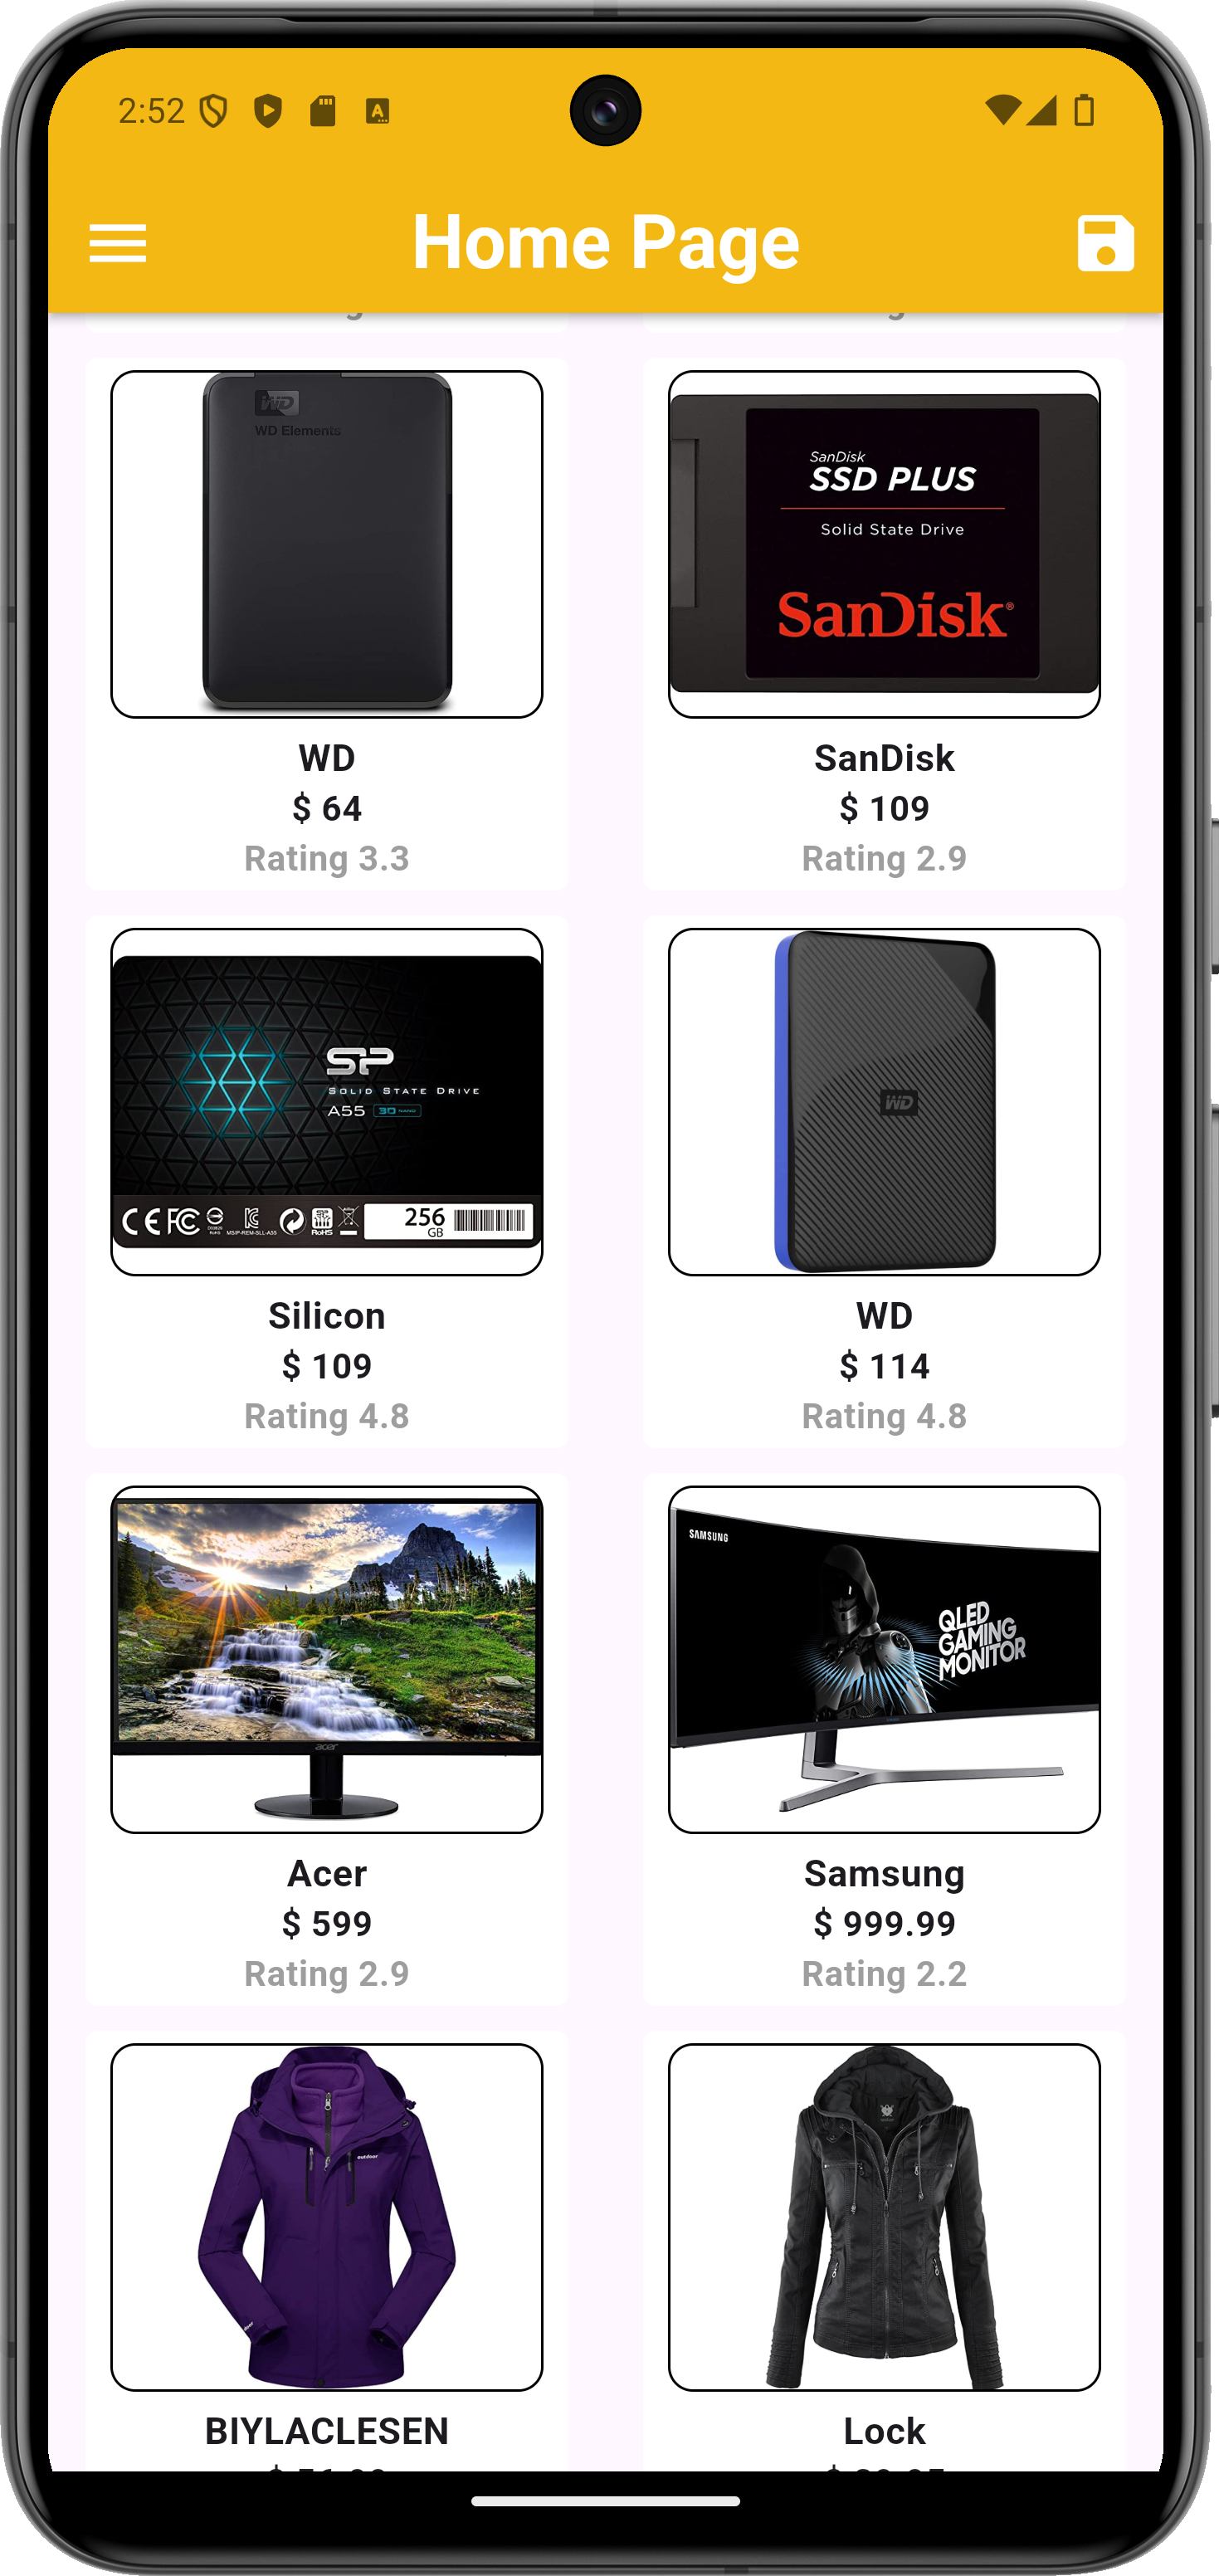 2:52
Home Page
WD
WD Elements
SanDisk
SSD PLUS
Solid State Drive
SanDisk®
WD
$ 64
Rating 3.3
SanDisk
$ 109
Rating 2.9
SP
SOLID STATE DRIVE
A55
256
GB
WD
Silicon
$ 109
Rating 4.8
WD
$ 114
Rating 4.8
acer
SAMSUNG
QLED
GAMING
MONITOR
Acer
$ 599
Rating 2.9
Samsung
$ 999.99
Rating 2.2
outdoor
BIYLACLESEN
Lock